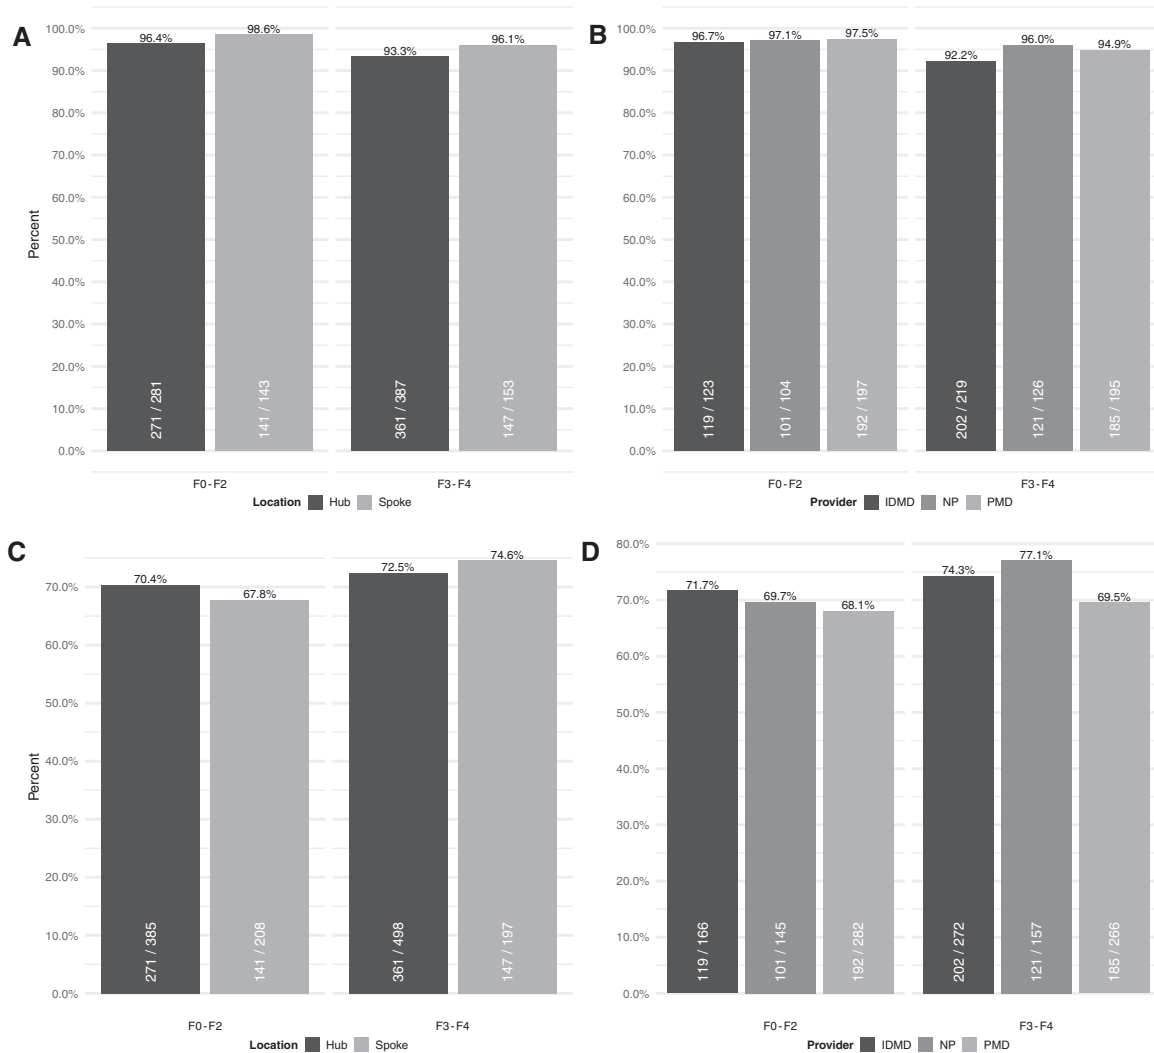 A
Percent
100.0%
90.0%
80.0%
70.0%
60.0%
50.0%
40.0%
30.0%
20.0%
10.0%
0.0%
96.4%
98.6%
93.3%
96.1%
271 / 281
141 / 143
361 / 387
147 / 153
F0-F2
F3-F4
Location Hub Spoke
B
100.0%
90.0%
80.0%
70.0%
60.0%
50.0%
40.0%
30.0%
20.0%
10.0%
0.0%
96.7%
97.1%
97.5%
92.2%
96.0%
94.9%
119 / 123
101 / 104
192 / 197
202 / 219
121 / 126
185 / 195
F0-F2
F3-F4
Provider IDMD NP PMD
C
Percent
70.0%
60.0%
50.0%
40.0%
30.0%
20.0%
10.0%
0.0%
70.4%
67.8%
72.5%
74.6%
271 / 385
141 / 208
361 / 498
147 / 197
F0-F2
F3-F4
Location Hub Spoke
D
80.0%
70.0%
60.0%
50.0%
40.0%
30.0%
20.0%
10.0%
0.0%
71.7%
69.7%
68.1%
74.3%
77.1%
69.5%
119 / 166
101 / 145
192 / 282
202 / 272
121 / 157
185 / 266
F0-F2
F3-F4
Provider IDMD NP PMD